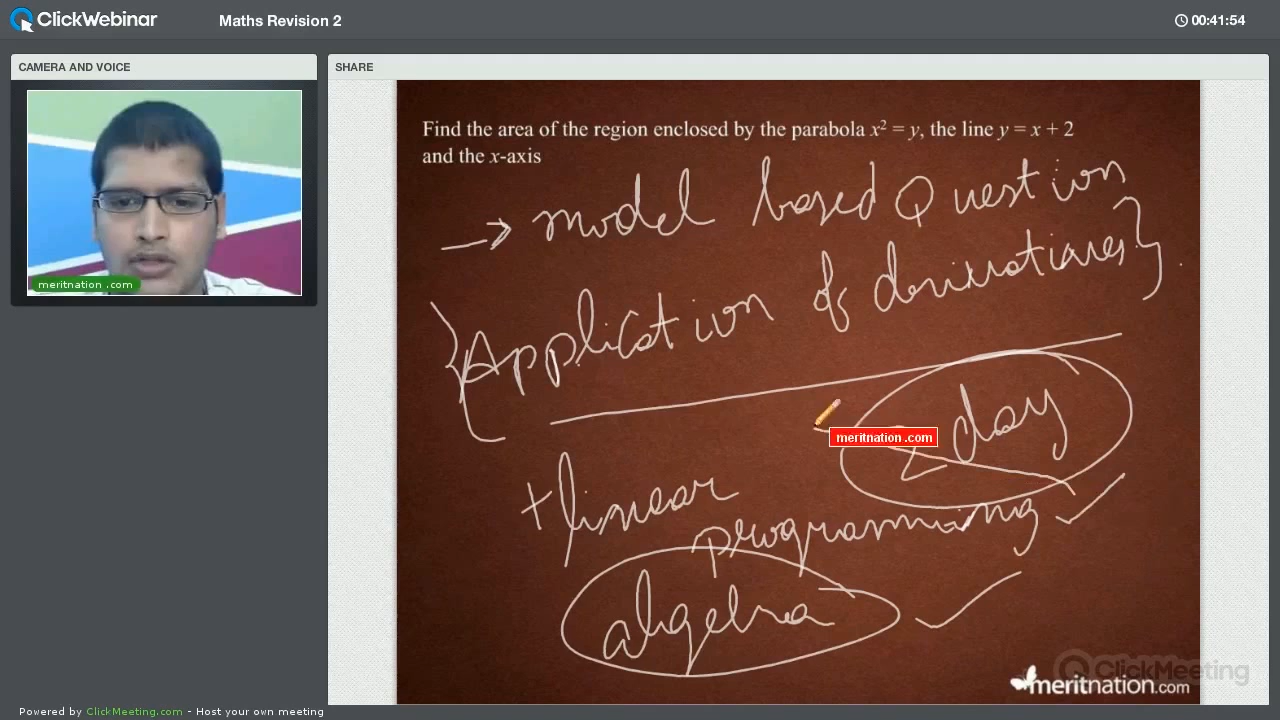 ClickWebinar
Maths Revision 2
00:41:54
CAMERA AND VOICE
SHARE
meritnation .com
Find the area of the region enclosed by the parabola x² = y, the line y = x + 2
and the x-axis
→ model based Question
{Application of derivatives}
2 day
meritnation .com
+ linear
programming ✓
algebra ✓
ClickMeeting
meritnation.com
Powered by ClickMeeting.com - Host your own meeting